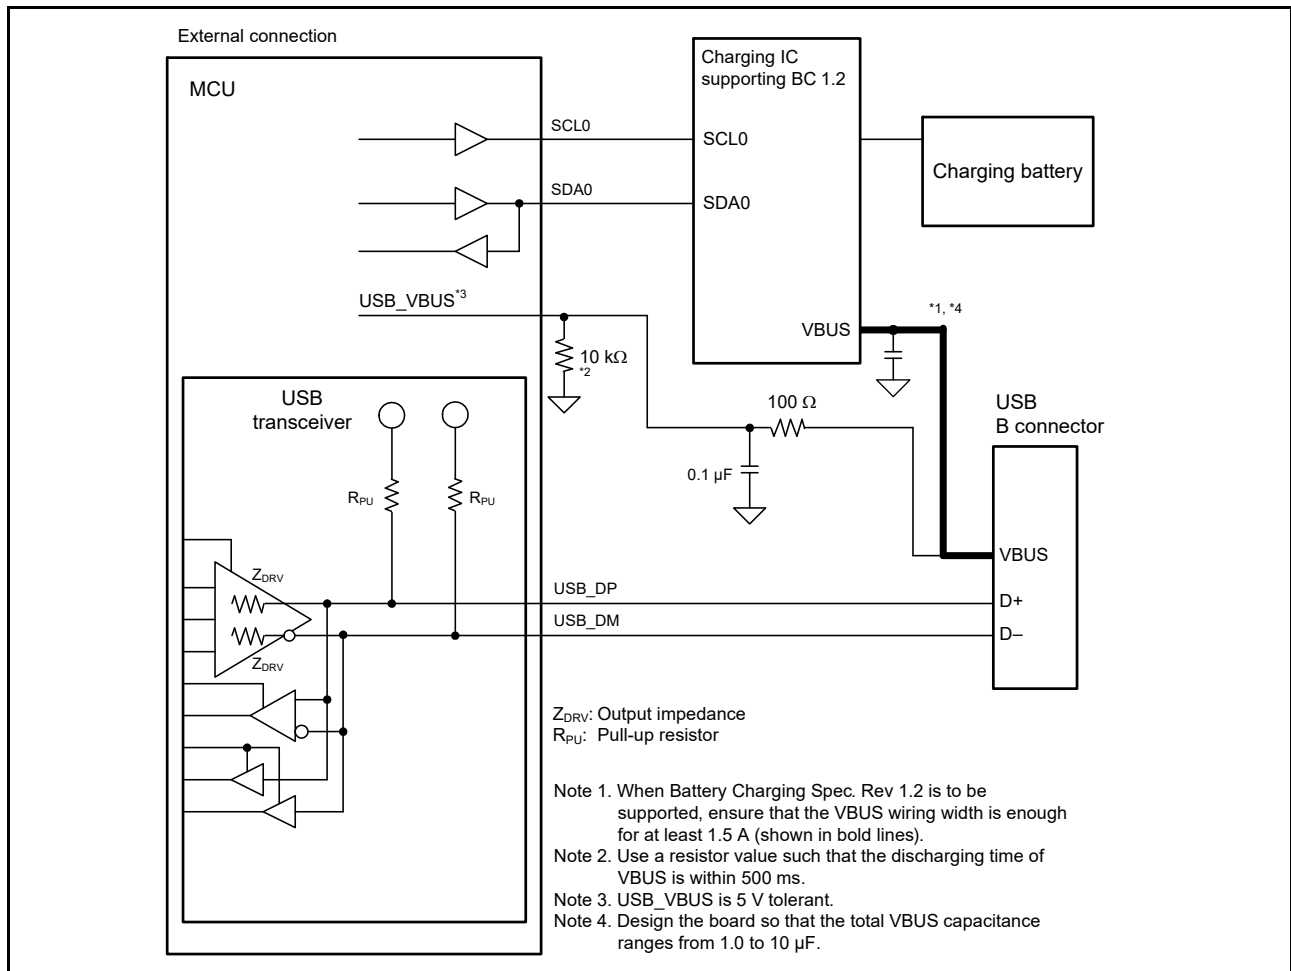 External connection
MCU
Charging IC
supporting BC 1.2
SCL0
SCL0
Charging battery
SDA0
SDA0
USB_VBUS*3
*1, *4
VBUS
10 kΩ
*2
USB
transceiver
100 Ω
USB
B connector
0.1 µF
RPU
RPU
VBUS
ZDRV
USB_DP
D+
USB_DM
D–
ZDRV
ZDRV: Output impedance
RPU: Pull-up resistor
Note 1. When Battery Charging Spec. Rev 1.2 is to be
supported, ensure that the VBUS wiring width is enough
for at least 1.5 A (shown in bold lines).
Note 2. Use a resistor value such that the discharging time of
VBUS is within 500 ms.
Note 3. USB_VBUS is 5 V tolerant.
Note 4. Design the board so that the total VBUS capacitance
ranges from 1.0 to 10 µF.